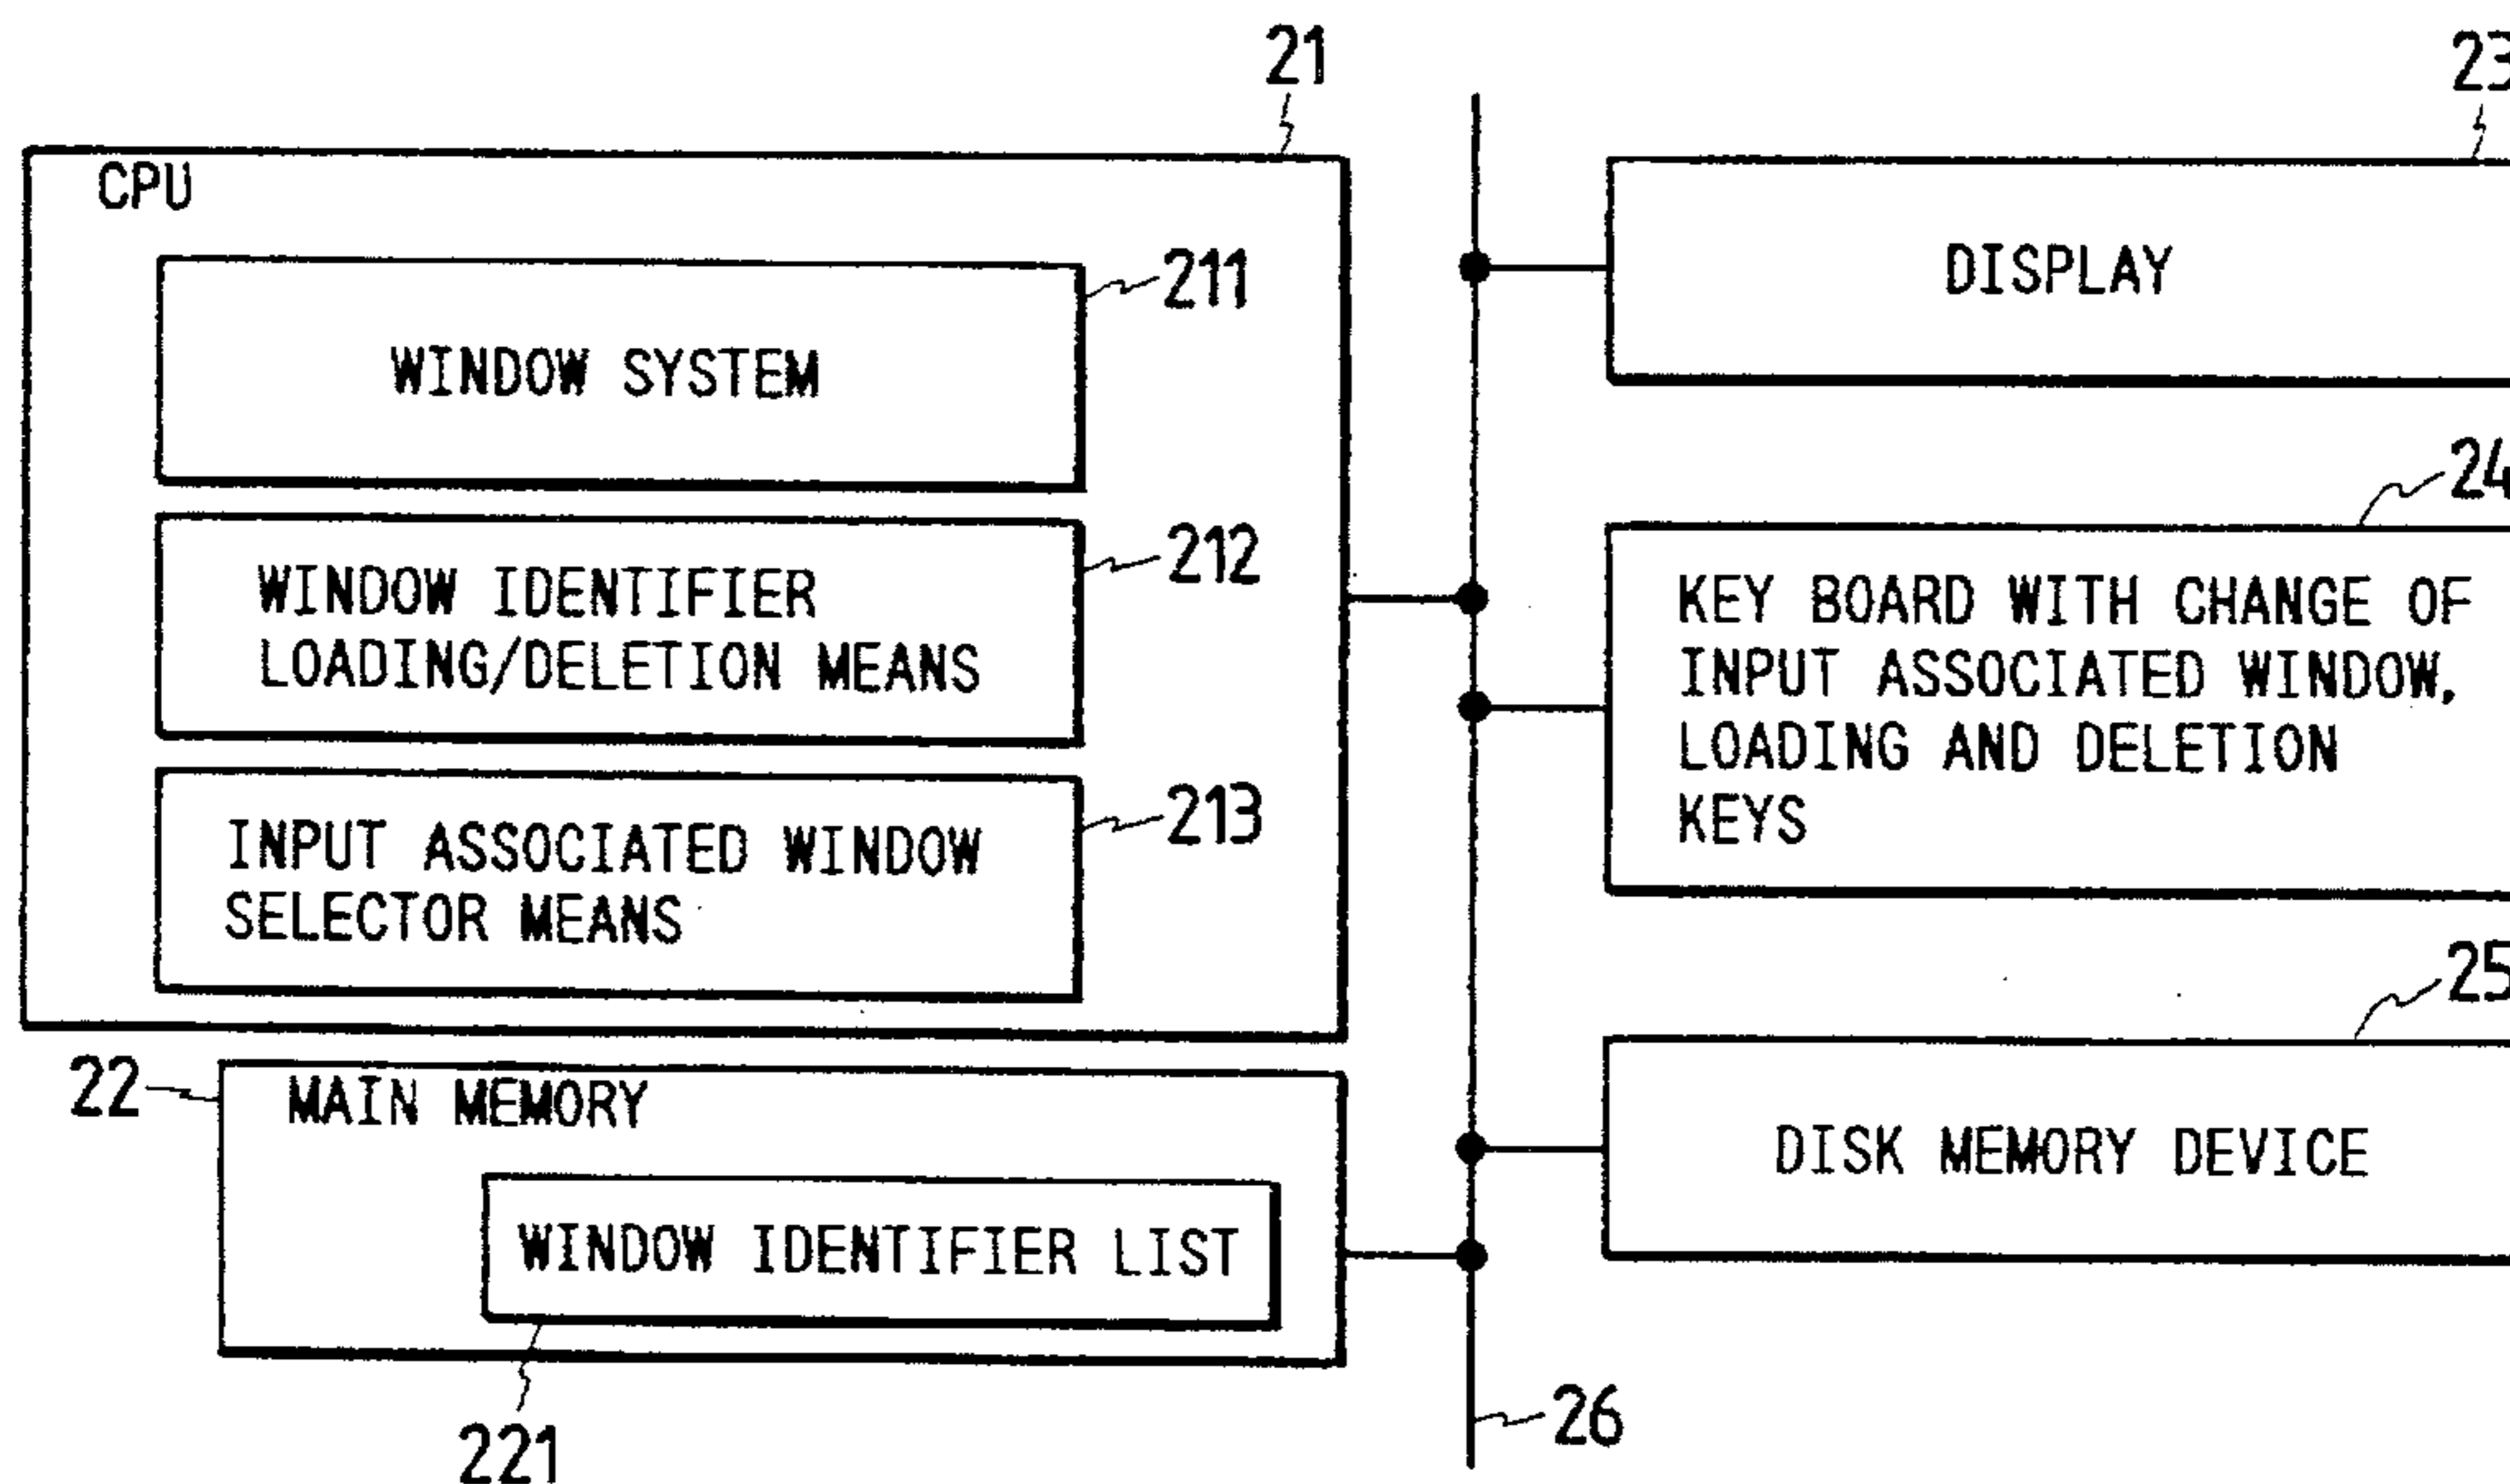 21
CPU
211
WINDOW SYSTEM
212
WINDOW IDENTIFIER
LOADING/DELETION MEANS
213
INPUT ASSOCIATED WINDOW
SELECTOR MEANS
22
MAIN MEMORY
WINDOW IDENTIFIER LIST
221
23
DISPLAY
24
KEY BOARD WITH CHANGE OF
INPUT ASSOCIATED WINDOW,
LOADING AND DELETION
KEYS
25
DISK MEMORY DEVICE
26